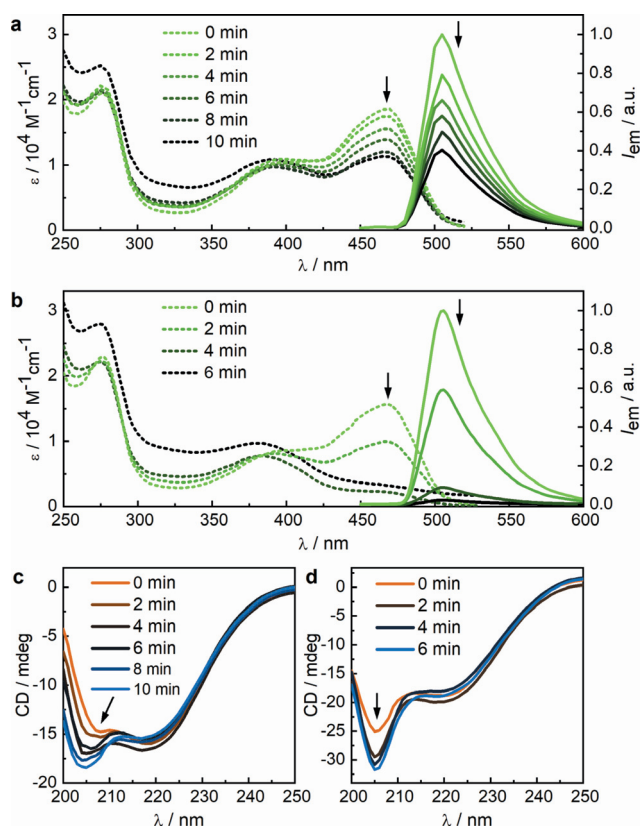 a
0 min
2 min
4 min
6 min
8 min
10 min
3
2
1
0
ε / 10⁴ M⁻¹cm⁻¹
1.0
0.8
0.6
0.4
0.2
0.0
I_em / a.u.
250 300 350 400 450 500 550 600
λ / nm
b
0 min
2 min
4 min
6 min
3
2
1
0
ε / 10⁴ M⁻¹cm⁻¹
1.0
0.8
0.6
0.4
0.2
0.0
I_em / a.u.
250 300 350 400 450 500 550 600
λ / nm
c
0 min
2 min
4 min
6 min
8 min
10 min
0
-5
-10
-15
-20
CD / mdeg
200 210 220 230 240 250
λ / nm
d
0 min
2 min
4 min
6 min
0
-5
-10
-15
-20
-25
-30
CD / mdeg
200 210 220 230 240 250
λ / nm